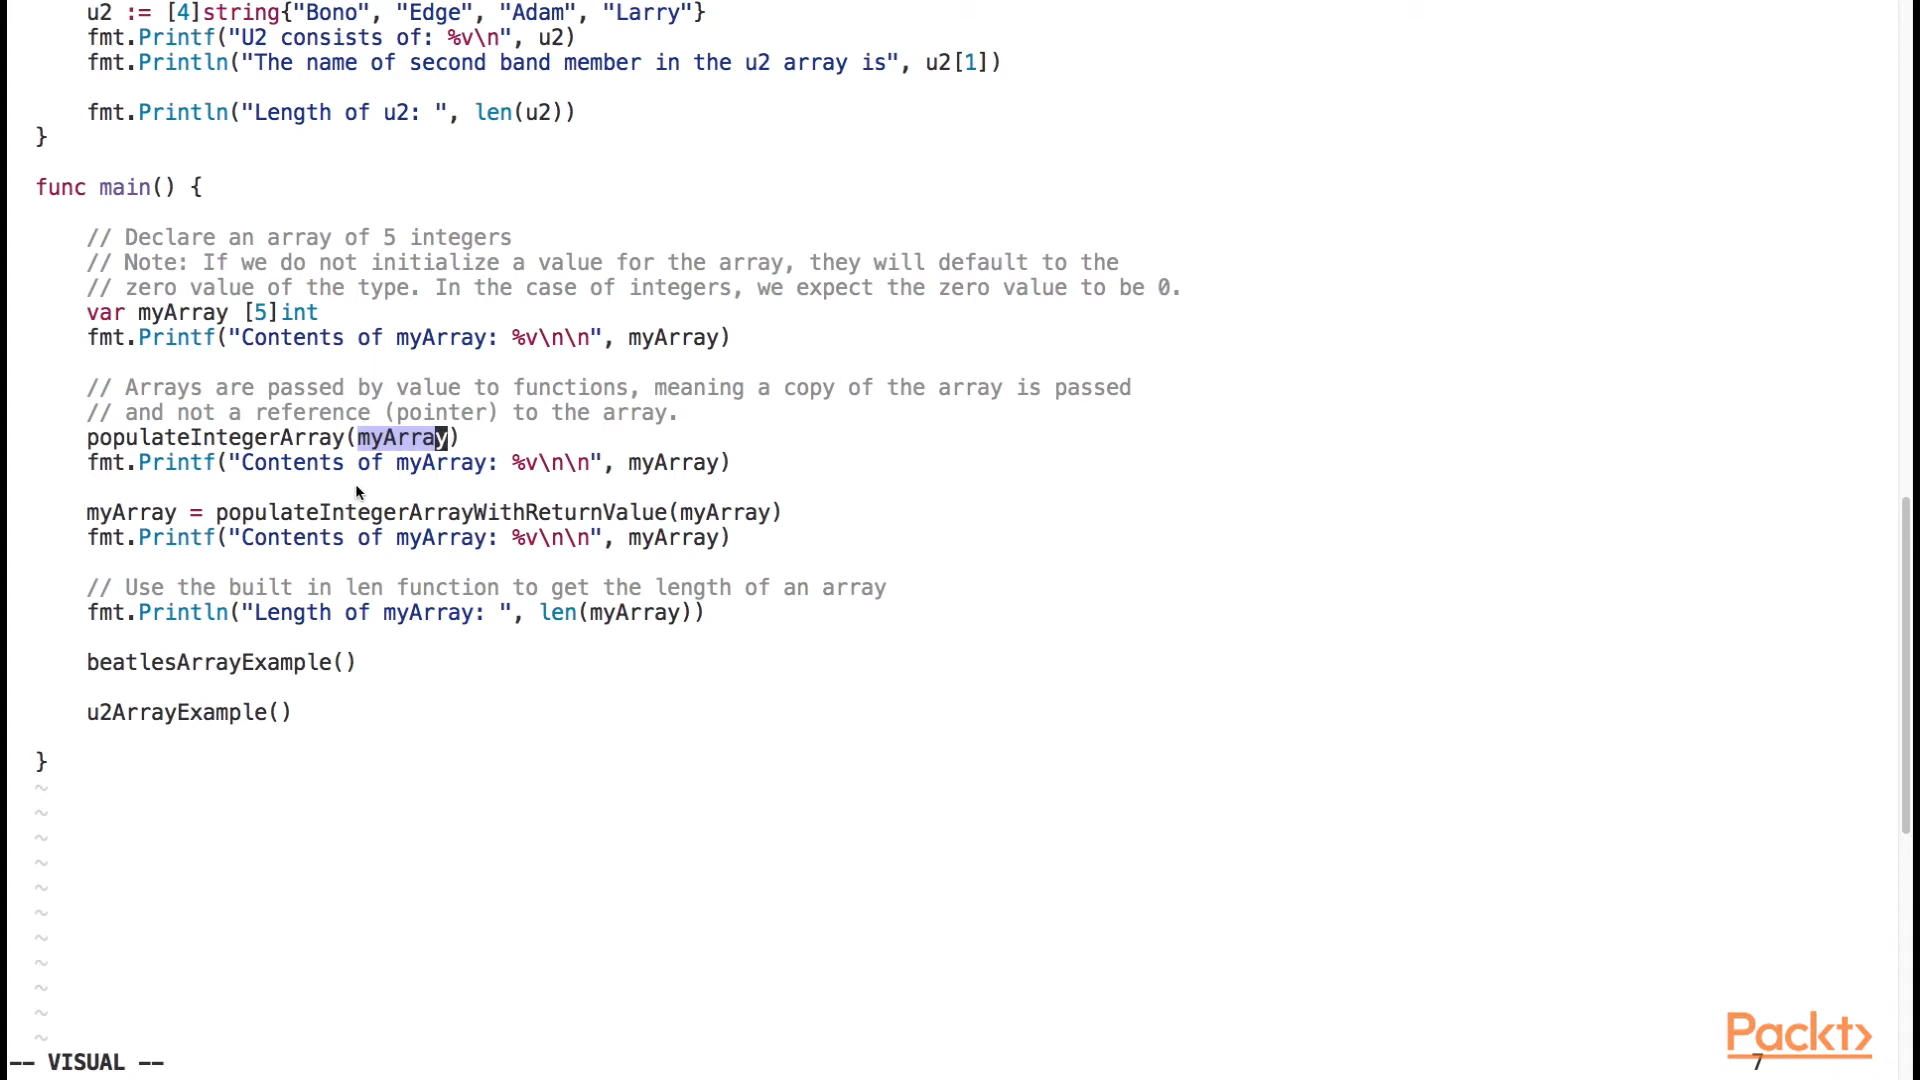 u2 := [4]string{"Bono", "Edge", "Adam", "Larry"}
fmt.Printf("U2 consists of: %v\n", u2)
fmt.Println("The name of second band member in the u2 array is", u2[1])
fmt.Println("Length of u2: ", len(u2))
}
func main() {
// Declare an array of 5 integers
// Note: If we do not initialize a value for the array, they will default to the
// zero value of the type. In the case of integers, we expect the zero value to be 0.
var myArray [5]int
fmt.Printf("Contents of myArray: %v\n\n", myArray)
// Arrays are passed by value to functions, meaning a copy of the array is passed
// and not a reference (pointer) to the array.
populateIntegerArray(myArray)
fmt.Printf("Contents of myArray: %v\n\n", myArray)
myArray = populateIntegerArrayWithReturnValue(myArray)
fmt.Printf("Contents of myArray: %v\n\n", myArray)
// Use the built in len function to get the length of an array
fmt.Println("Length of myArray: ", len(myArray))
beatlesArrayExample()
u2ArrayExample()
}
~
~
~
~
~
~
~
~
~
~
~
Packt>
-- VISUAL -- 7